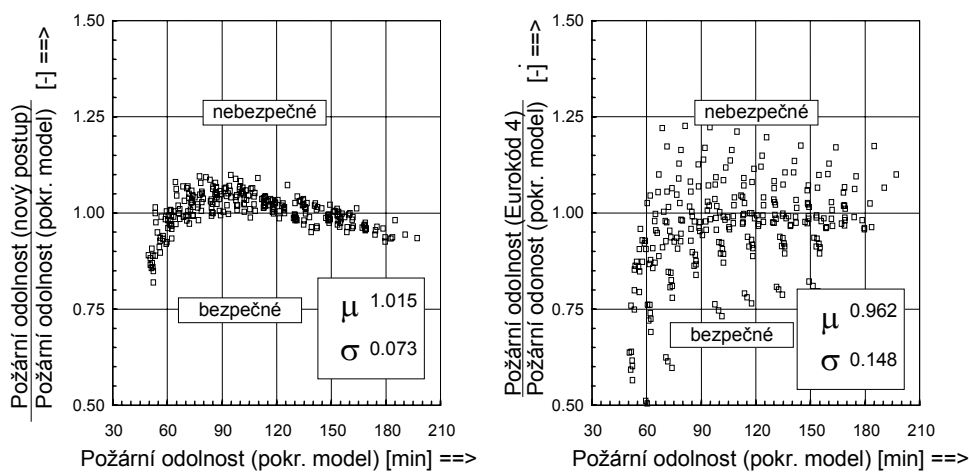 Požární odolnost (nový postup)
Požární odolnost (pokr. model) [-] ==>
1.50
1.25
1.00
0.75
0.50
nebezpečné
bezpečné
μ 1.015
σ 0.073
30 60 90 120 150 180 210
Požární odolnost (pokr. model) [min] ==>
Požární odolnost (Eurokód 4)
Požární odonost (pokr. model) [-] ==>
1.50
1.25
1.00
0.75
0.50
nebezpečné
bezpečné
μ 0.962
σ 0.148
30 60 90 120 150 180 210
Požární odolnost (pokr. model) [min] ==>